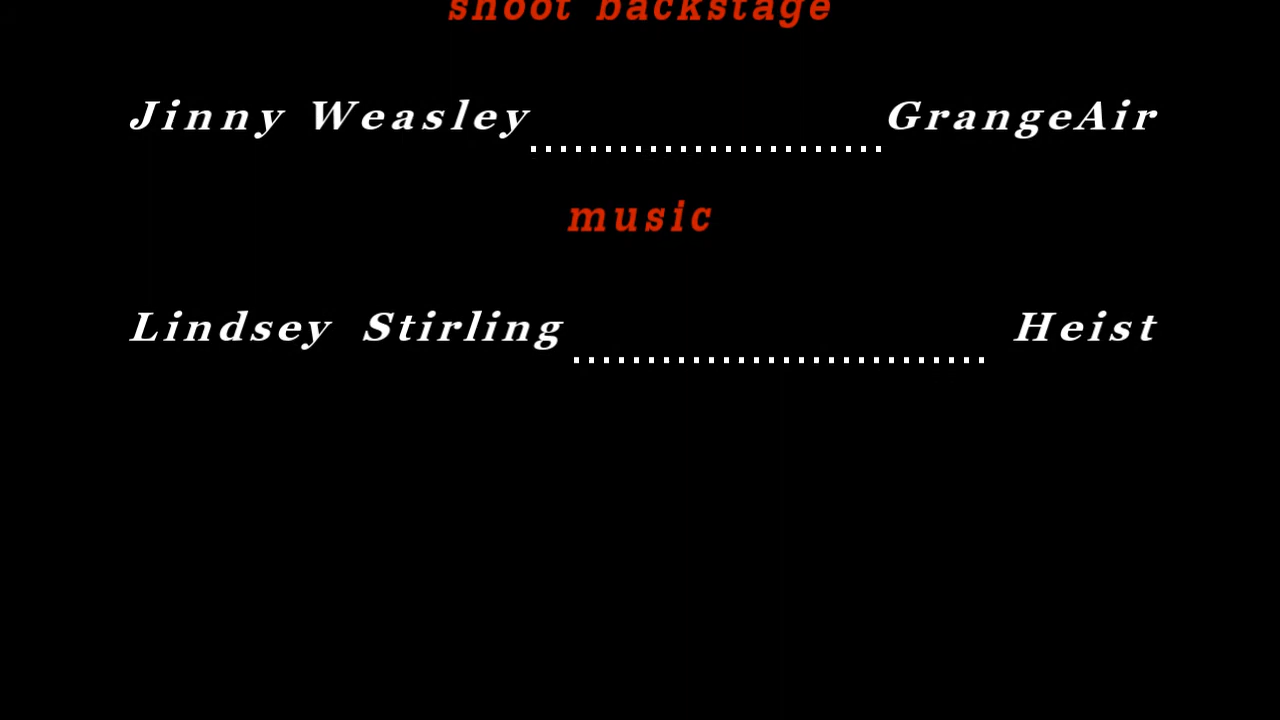 shoot backstage
Jinny Weasley........................GrangeAir
music
Lindsey Stirling............................ Heist